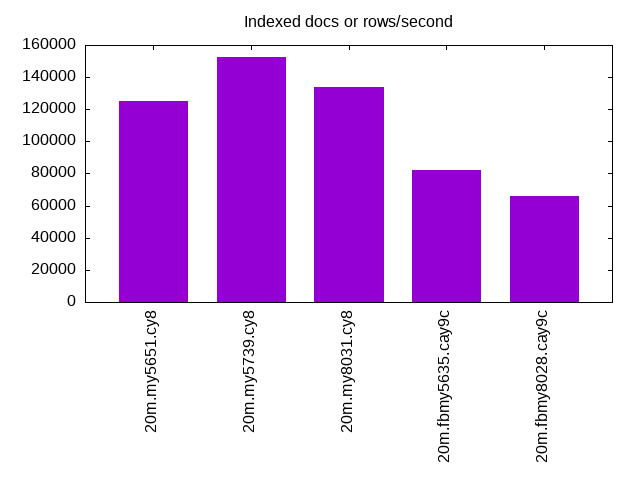 Indexed docs or rows/second
160000
140000
120000
100000
80000
60000
40000
20000
0
20m.my5651.cy8
20m.my5739.cy8
20m.my8031.cy8
20m.fbmy5635.cay9c
20m.fbmy8028.cay9c